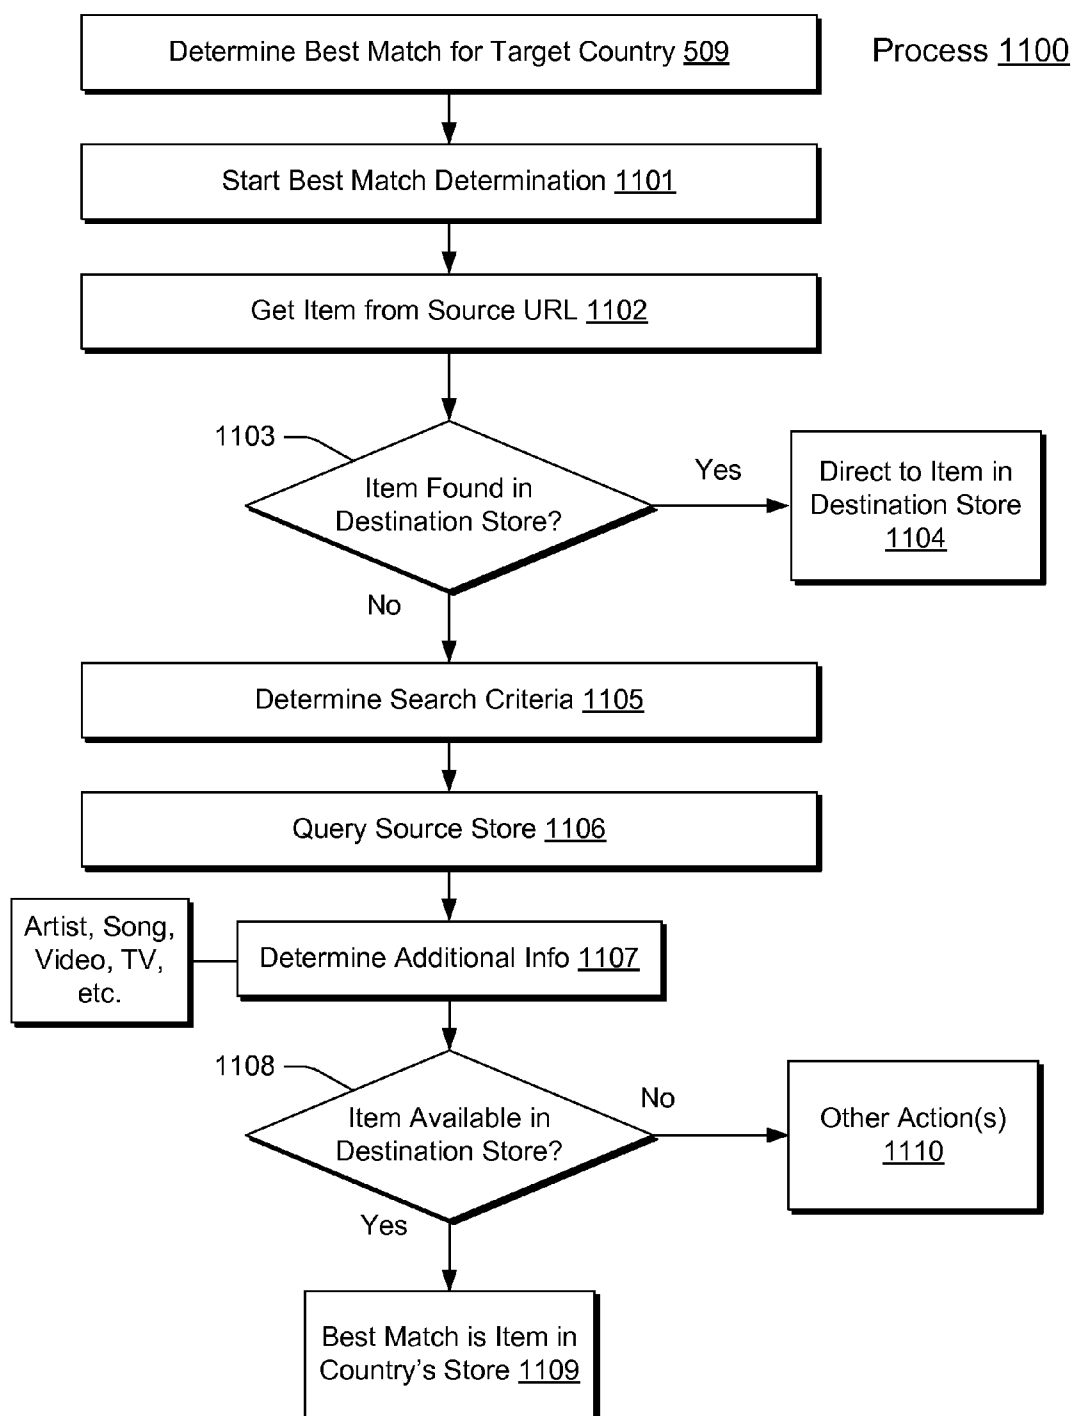 Determine Best Match for Target Country 509
Process 1100
Start Best Match Determination 1101
Get Item from Source URL 1102
1103
Item Found in
Destination Store?
Yes
Direct to Item in
Destination Store
1104
No
Determine Search Criteria 1105
Query Source Store 1106
Artist, Song,
Video, TV,
etc.
Determine Additional Info 1107
1108
Item Available in
Destination Store?
No
Other Action(s)
1110
Yes
Best Match is Item in
Country's Store 1109